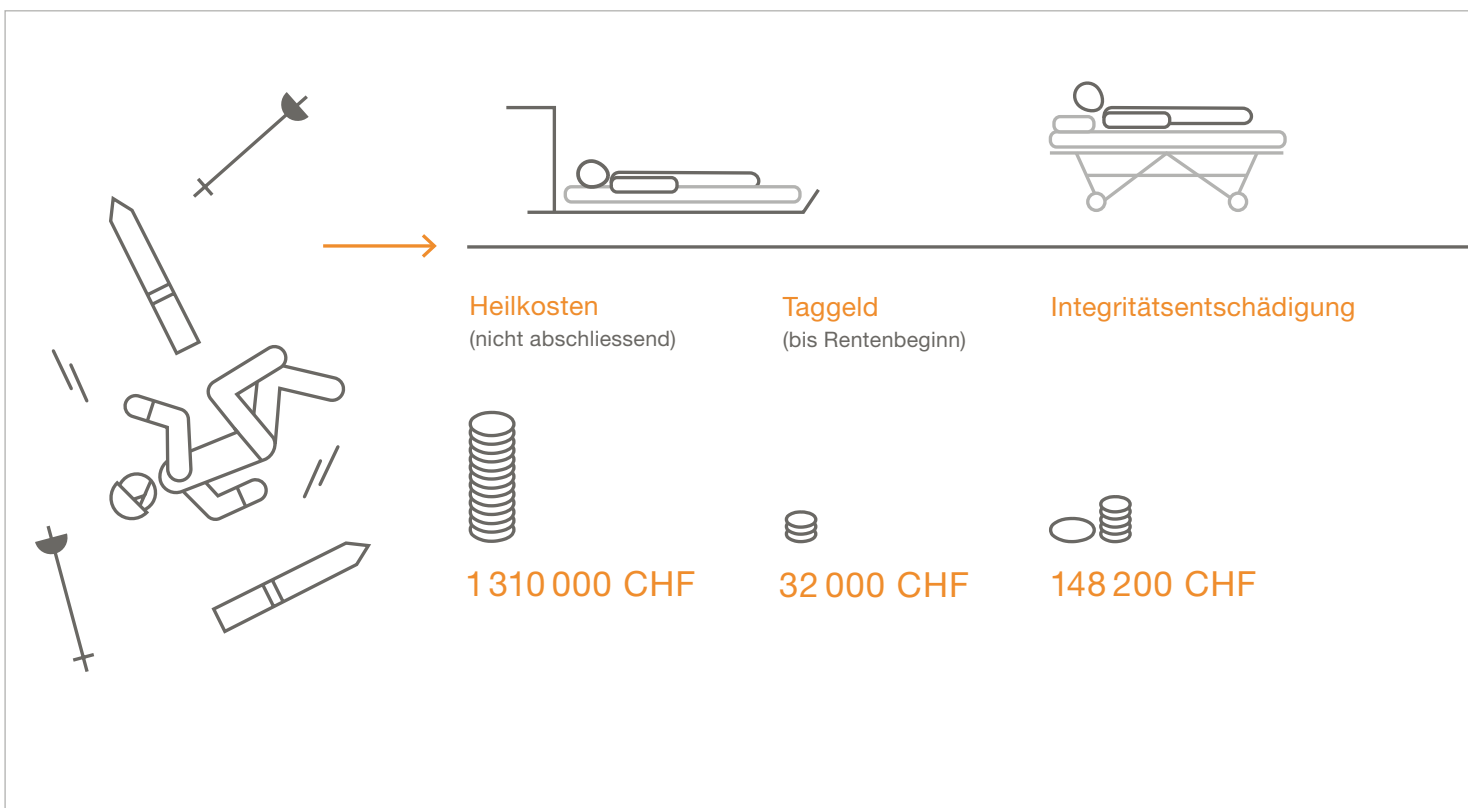 Heilkosten
(nicht abschliessend)
Taggeld
(bis Rentenbeginn)
Integritätsentschädigung
1 310 000 CHF
32 000 CHF
148 200 CHF